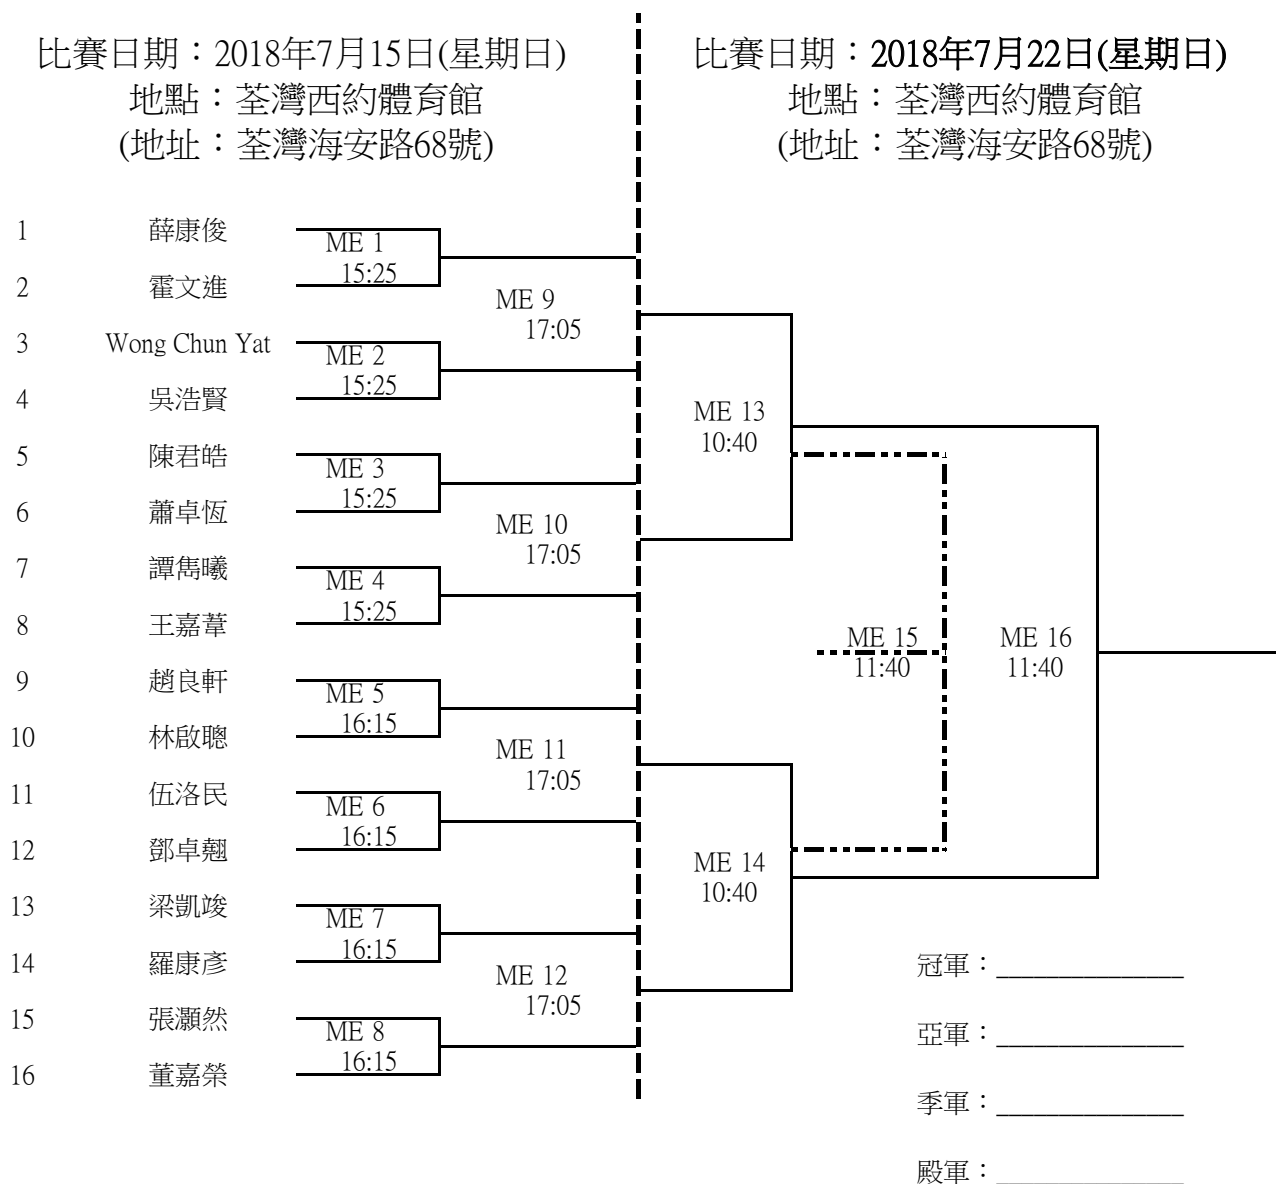 比賽日期：2018年7月15日(星期日)
地點：荃灣西約體育館
(地址：荃灣海安路68號)
比賽日期：2018年7月22日(星期日)
地點：荃灣西約體育館
(地址：荃灣海安路68號)
1 薛康俊
2 霍文進
3 Wong Chun Yat
4 吳浩賢
5 陳君皓
6 蕭卓恆
7 譚雋曦
8 王嘉葦
9 趙良軒
10 林啟聰
11 伍洛民
12 鄧卓翹
13 梁凱竣
14 羅康彥
15 張灝然
16 董嘉榮
ME 1
15:25
ME 2
15:25
ME 3
15:25
ME 4
15:25
ME 5
16:15
ME 6
16:15
ME 7
16:15
ME 8
16:15
ME 9
17:05
ME 10
17:05
ME 11
17:05
ME 12
17:05
ME 13
10:40
ME 14
10:40
ME 15
11:40
ME 16
11:40
冠軍：_______________
亞軍：_______________
季軍：_______________
殿軍：_______________